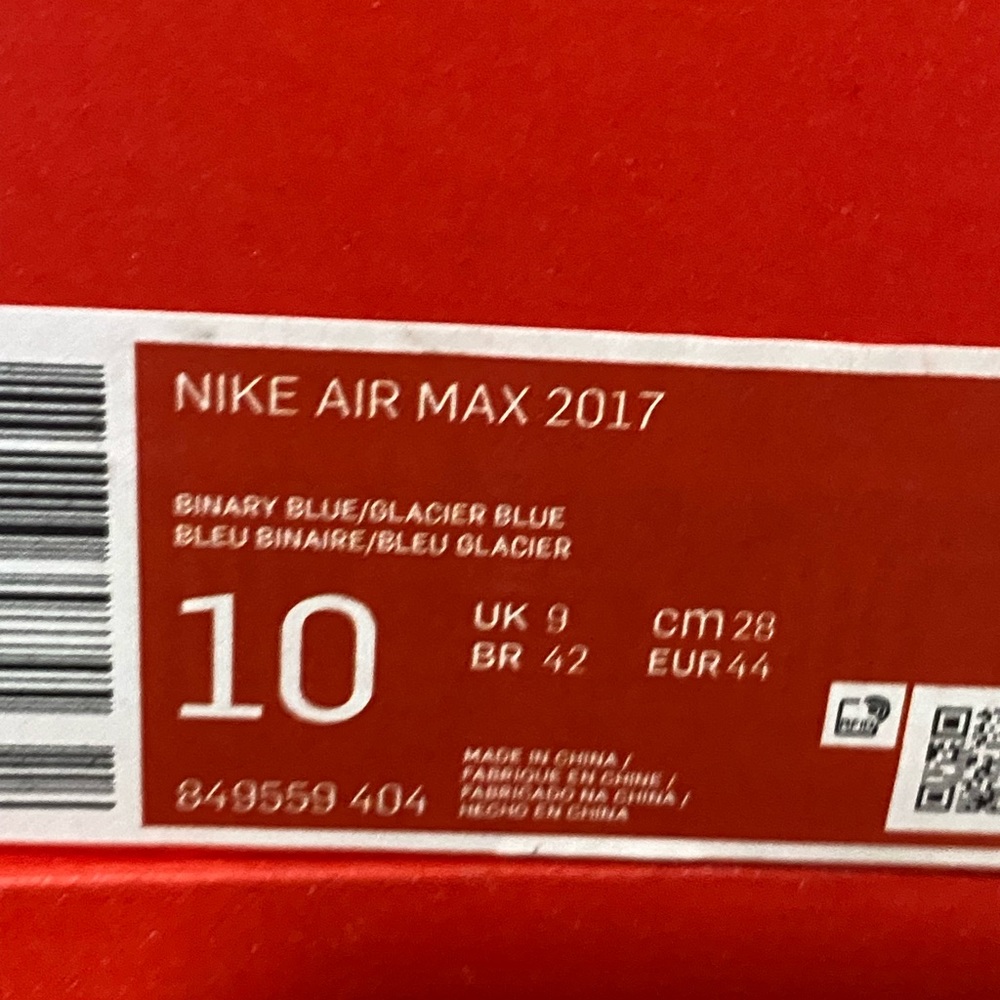 NIKE AIR MAX 2017
BINARY BLUE/GLACIER BLUE
BLEU BINAIRE/BLEU GLACIER
10
UK 9 cm 28
BR 42 EUR 44
849559 404
MADE IN CHINA /
FABRIQUE EN CHINE /
FABRICADO NA CHINA /
HECHO EN CHINA
RFID